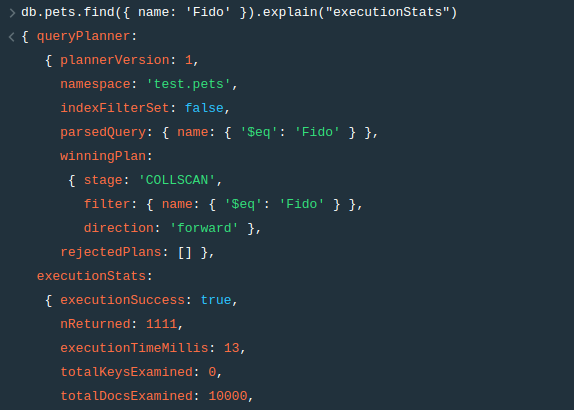 > db.pets.find({ name: 'Fido' }).explain("executionStats")
< { queryPlanner:
{ plannerVersion: 1,
namespace: 'test.pets',
indexFilterSet: false,
parsedQuery: { name: { '$eq': 'Fido' } },
winningPlan:
{ stage: 'COLLSCAN',
filter: { name: { '$eq': 'Fido' } },
direction: 'forward' },
rejectedPlans: [] },
executionStats:
{ executionSuccess: true,
nReturned: 1111,
executionTimeMillis: 13,
totalKeysExamined: 0,
totalDocsExamined: 10000,